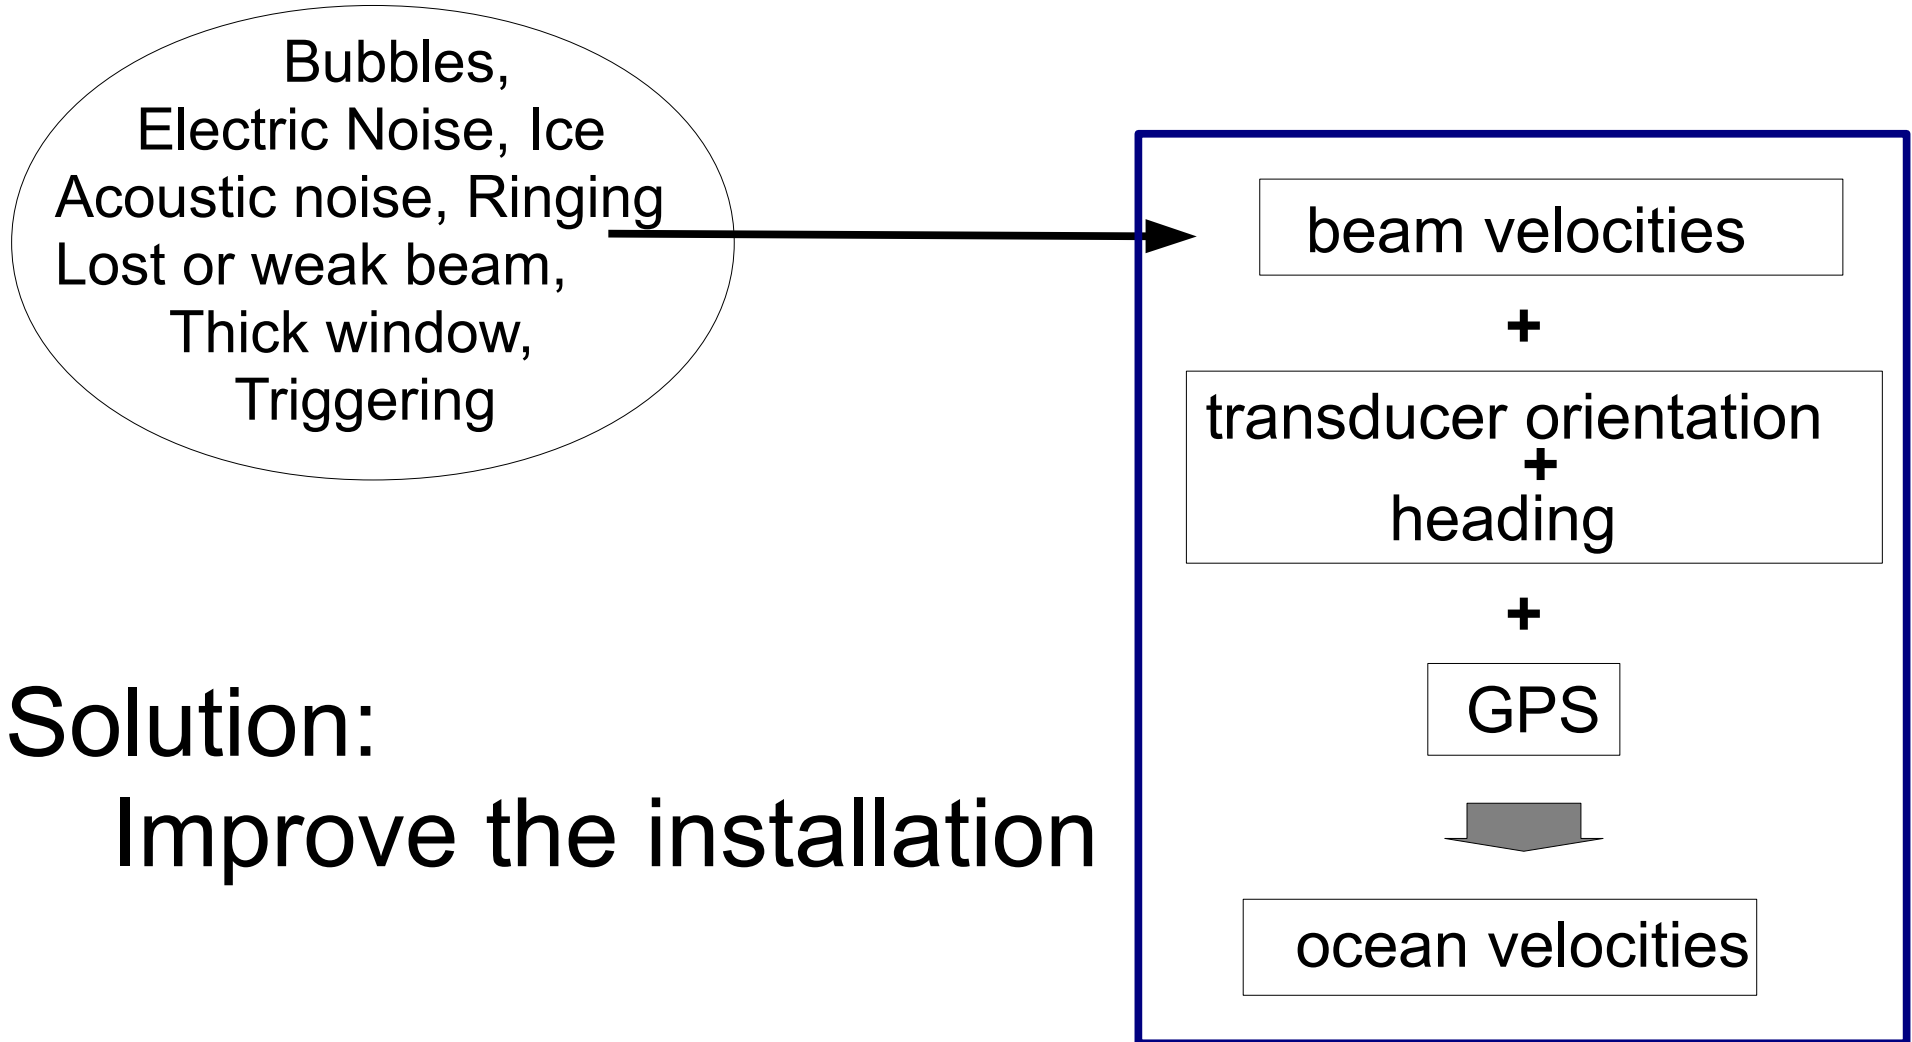 Bubbles,
Electric Noise, Ice
Acoustic noise, Ringing
Lost or weak beam,
Thick window,
Triggering
Solution:
Improve the installation
beam velocities
+
transducer orientation
+
heading
+
GPS
ocean velocities